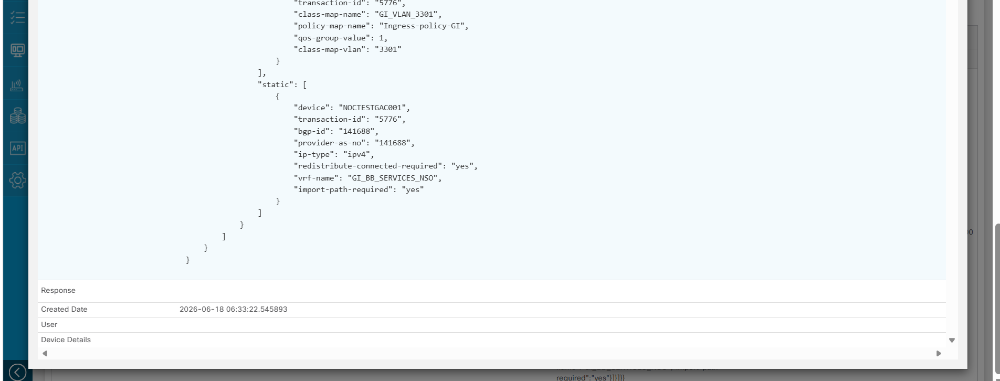 "transaction-id": "5776",
"class-map-name": "GI_VLAN_3301",
"policy-map-name": "Ingress-policy-GI",
"qos-group-value": 1,
"class-map-vlan": "3301"
}
],
"static": [
{
"device": "NOCTESTGAC001",
"transaction-id": "5776",
"bgp-id": "141688",
"provider-as-no": "141688",
"ip-type": "ipv4",
"redistribute-connected-required": "yes",
"vrf-name": "GI_BB_SERVICES_NSO",
"import-path-required": "yes"
}
]
}
]
}
}
Response
Created Date 2026-06-18 06:33:22.545893
User
Device Details
API
required":"yes"}]}]}}